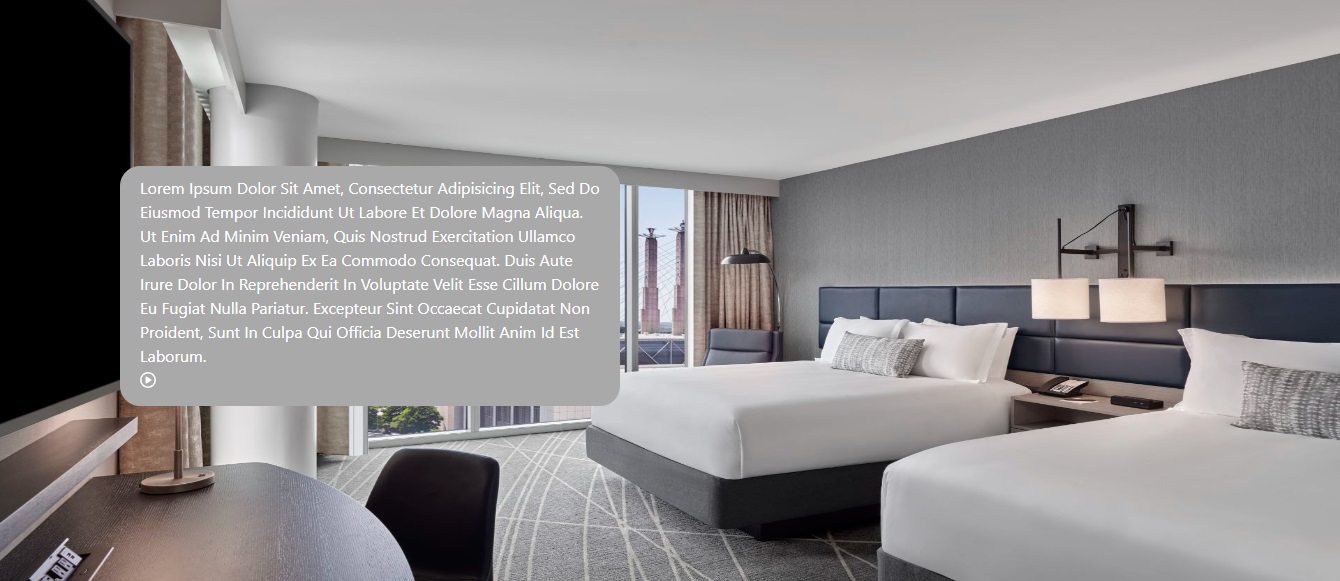 Lorem Ipsum Dolor Sit Amet, Consectetur Adipisicing Elit, Sed Do
Eiusmod Tempor Incididunt Ut Labore Et Dolore Magna Aliqua.
Ut Enim Ad Minim Veniam, Quis Nostrud Exercitation Ullamco
Laboris Nisi Ut Aliquip Ex Ea Commodo Consequat. Duis Aute
Irure Dolor In Reprehenderit In Voluptate Velit Esse Cillum Dolore
Eu Fugiat Nulla Pariatur. Excepteur Sint Occaecat Cupidatat Non
Proident, Sunt In Culpa Qui Officia Deserunt Mollit Anim Id Est
Laborum.